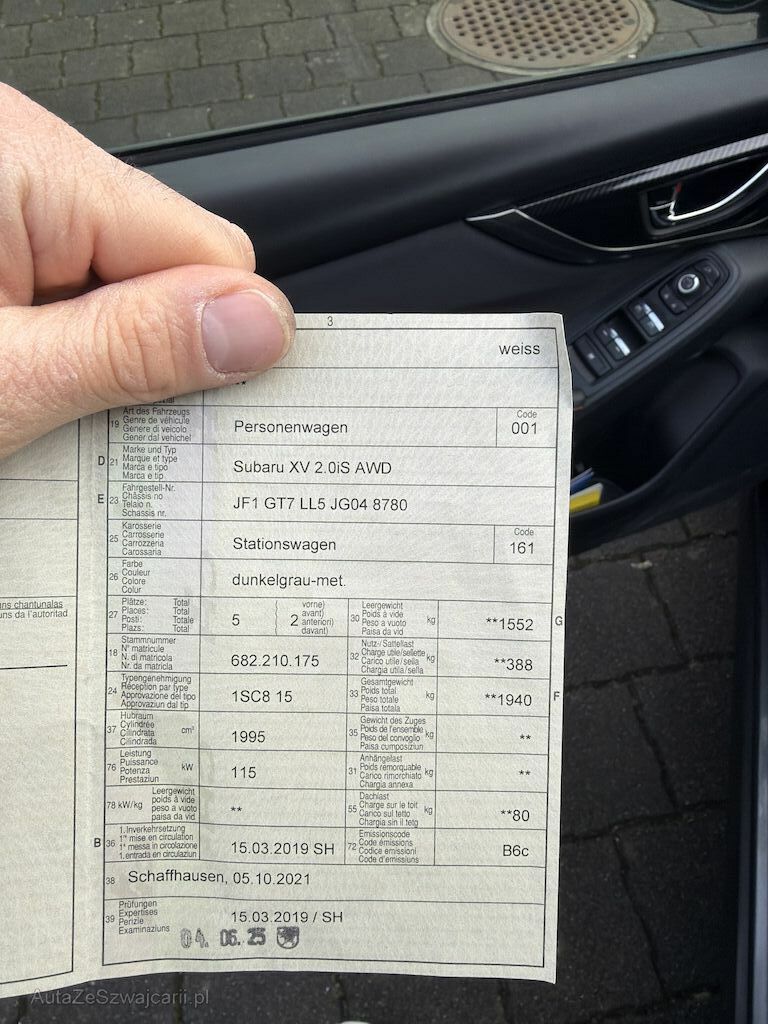 3
weiss
**
19 Art des Fahrzeugs
Genre de véhicule
Genere di veicolo
Gener dal vehichel
Personenwagen
Code
001
D 21 Marke und Typ
Marque et type
Marca e tipo
Marca e tip
Subaru XV 2.0iS AWD
E 23 Fahrgestell-Nr.
Châssis no
Telaio n.
Schassis nr.
JF1 GT7 LL5 JG04 8780
25 Karosserie
Carrosserie
Carrozzeria
Carossaria
Stationswagen
Code
161
26 Farbe
Couleur
Colore
Colur
dunkelgrau-met.
27 Plätze: Total
Places: Total
Posti: Totale
Plazs: Total
5
2
vorne)
avant)
anteriori)
davant)
30 Leergewicht
Poids à vide
Peso a vuoto
Paisa da vid
kg
**1552
G
18 Stammnummer
N° matricule
N. di matricola
Nr. da matricla
682.210.175
32 Nutz-/Sattellast
Charge utile/sellette
Carico utile/sella
Chargia utila/sella
kg
**388
24 Typengenehmigung
Réception par type
Approvazione del tipo
Approvaziun dal tip
1SC8 15
33 Gesamtgewicht
Poids total
Peso totale
Paisa totala
kg
**1940
F
37 Hubraum
Cylindrée
Cilindrata
Cilindrada
cm³
1995
35 Gewicht des Zuges
Poids de l'ensemble
Peso del convoglio
Paisa cumposiziun
kg
**
76 Leistung
Puissance
Potenza
Prestaziun
kW
115
31 Anhängelast
Poids remorquable
Carico rimorchiato
Chargia annexa
kg
**
78 kW/kg Leergewicht
poids à vide
peso a vuoto
paisa da vid
**
55 Dachlast
Charge sur le toit
Carico sul tetto
Chargia sin il tetg
kg
**80
B 36 1. Inverkehrsetzung
1re mise en circulation
1a messa in circolazione
1. entrada en circulaziun
15.03.2019 SH
72 Emissionscode
Code émissions
Codice emissioni
Code d'emissiuns
B6c
38 Schaffhausen, 05.10.2021
39 Prüfungen
Expertises
Perizie
Examinaziuns
15.03.2019 / SH
04. 06. 25
ns chantunalas
uns da l'autoritad
AutaZeSzwajcarii.pl